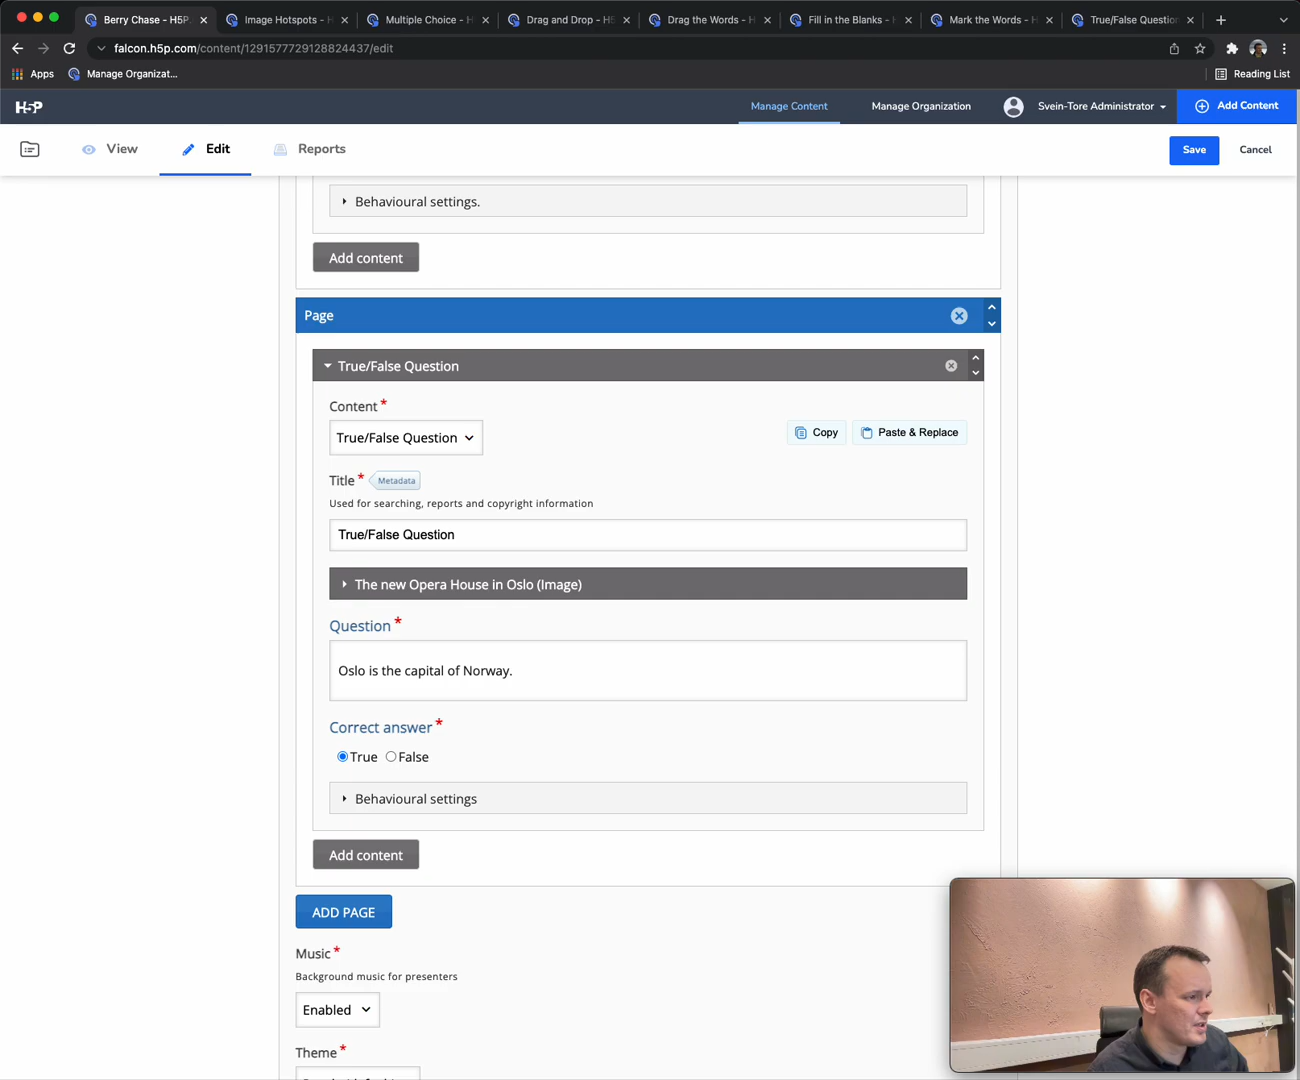 Berry Chase - H5P
Image Hotspots - H
Multiple Choice - H
Drag and Drop - H5
Drag the Words - H
Fill in the Blanks - H
Mark the Words - H
True/False Question
falcon.h5p.com/content/1291577729128824437/edit
Apps
Manage Organizat...
Reading List
H5P
Manage Content
Manage Organization
Svein-Tore Administrator
Add Content
View
Edit
Reports
Save
Cancel
Behavioural settings.
Add content
Page
True/False Question
Content *
True/False Question
Copy
Paste & Replace
Title * Metadata
Used for searching, reports and copyright information
True/False Question
The new Opera House in Oslo (Image)
Question *
Oslo is the capital of Norway.
Correct answer *
True False
Behavioural settings
Add content
ADD PAGE
Music *
Background music for presenters
Enabled
Theme *